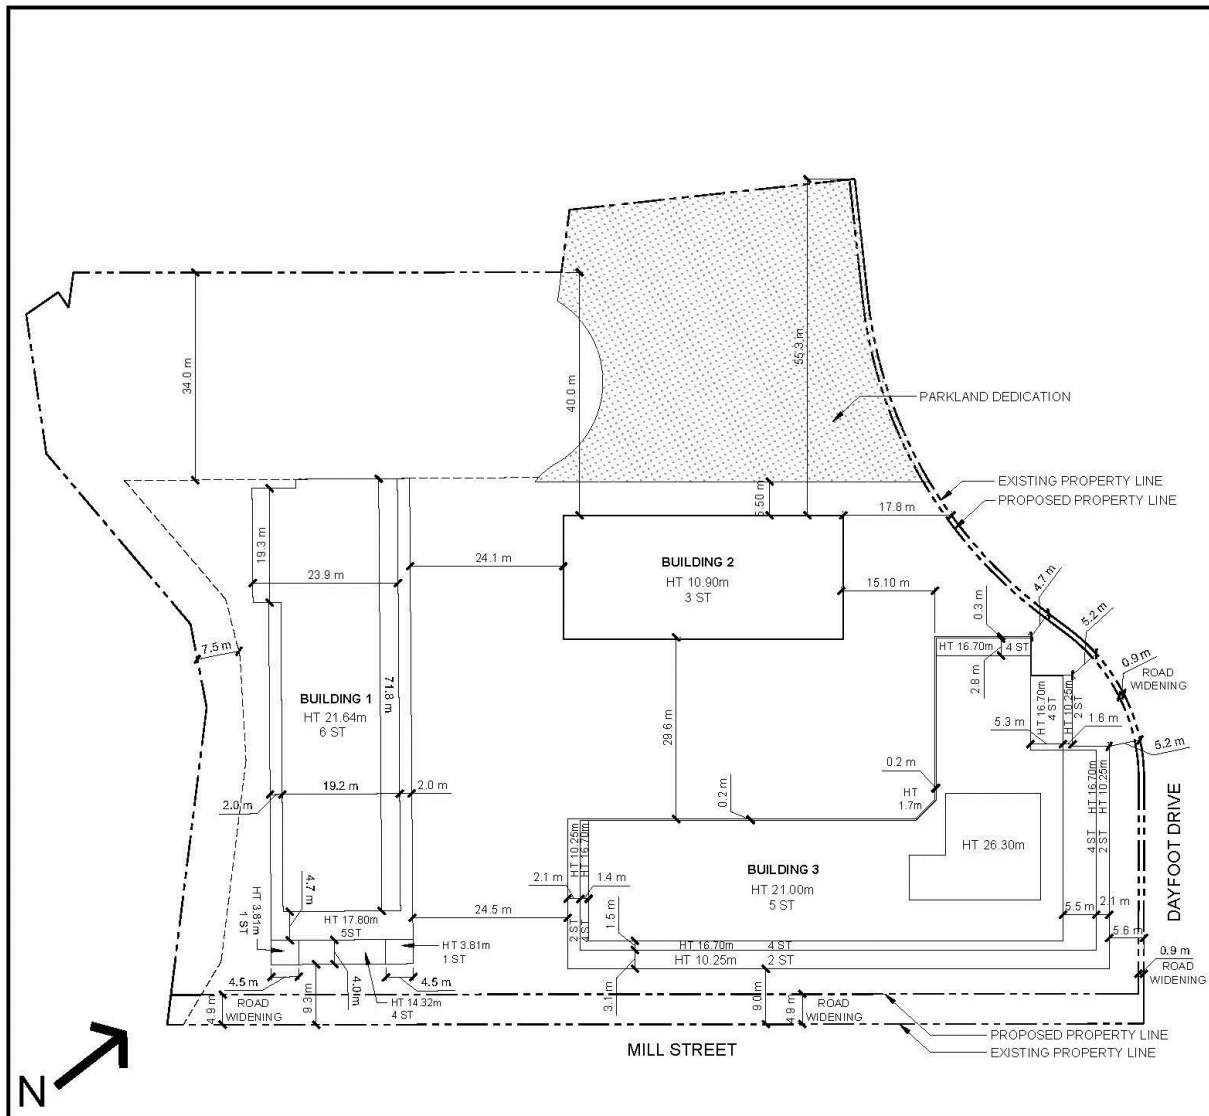 34.0 m
40.0 m
55.3 m
PARKLAND DEDICATION
EXISTING PROPERTY LINE
PROPOSED PROPERTY LINE
5.50 m
17.8 m
19.3 m
23.9 m
24.1 m
BUILDING 2
HT 10.90m
3 ST
15.10 m
4.7 m
5.2 m
0.3 m
0.9 m
ROAD
WIDENING
7.5 m
HT 16.70m
4 ST
2.8 m
BUILDING 1
HT 21.64m
6 ST
71.8 m
29.6 m
HT 16.70m
4 ST
HT 10.25m
2 ST
5.3 m
1.6 m
5.2 m
19.2 m
2.0 m
2.0 m
0.2 m
0.2 m
HT
1.7m
HT 16.70m
4 ST
HT 10.25m
2 ST
HT 26.30m
DAYFOOT DRIVE
HT 10.25m
2 ST
HT 16.70m
4 ST
BUILDING 3
HT 21.00m
5 ST
2.1 m
1.4 m
4.7 m
HT 3.81m
1 ST
HT 17.80m
5ST
24.5 m
1.5 m
5.5 m
2.1 m
5.6 m
HT 3.81m
1 ST
HT 16.70m
4 ST
HT 10.25m
2 ST
4.5 m
4.0m
4.5 m
0.9 m
ROAD
WIDENING
9.3 m
HT 14.32m
4 ST
3.1 m
9.0 m
4.9 m
ROAD
WIDENING
4.9 m
ROAD
WIDENING
PROPOSED PROPERTY LINE
EXISTING PROPERTY LINE
MILL STREET
N